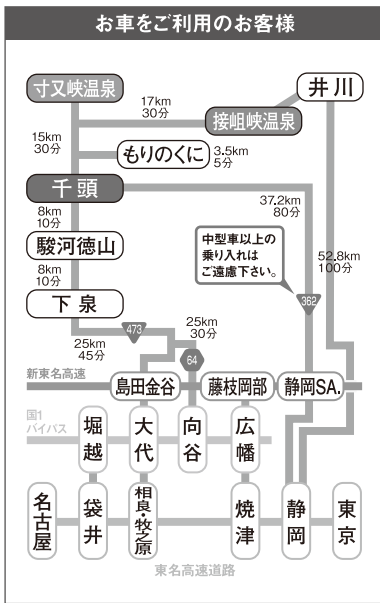 お車をご利用のお客様
寸又峡温泉
井川
17km
30分
接岨峡温泉
15km
30分
もりのくに
3.5km
5分
千頭
37.2km
80分
8km
10分
駿河徳山
中型車以上の
乗り入れは
ご遠慮下さい。
52.8km
100分
8km
10分
362
下泉
473
25km
30分
25km
45分
64
新東名高速
島田金谷
藤枝岡部
静岡SA.
国1
バイパス
堀越
大代
向谷
広幡
名古屋
袋井
相良・牧之原
焼津
静岡
東京
東名高速道路